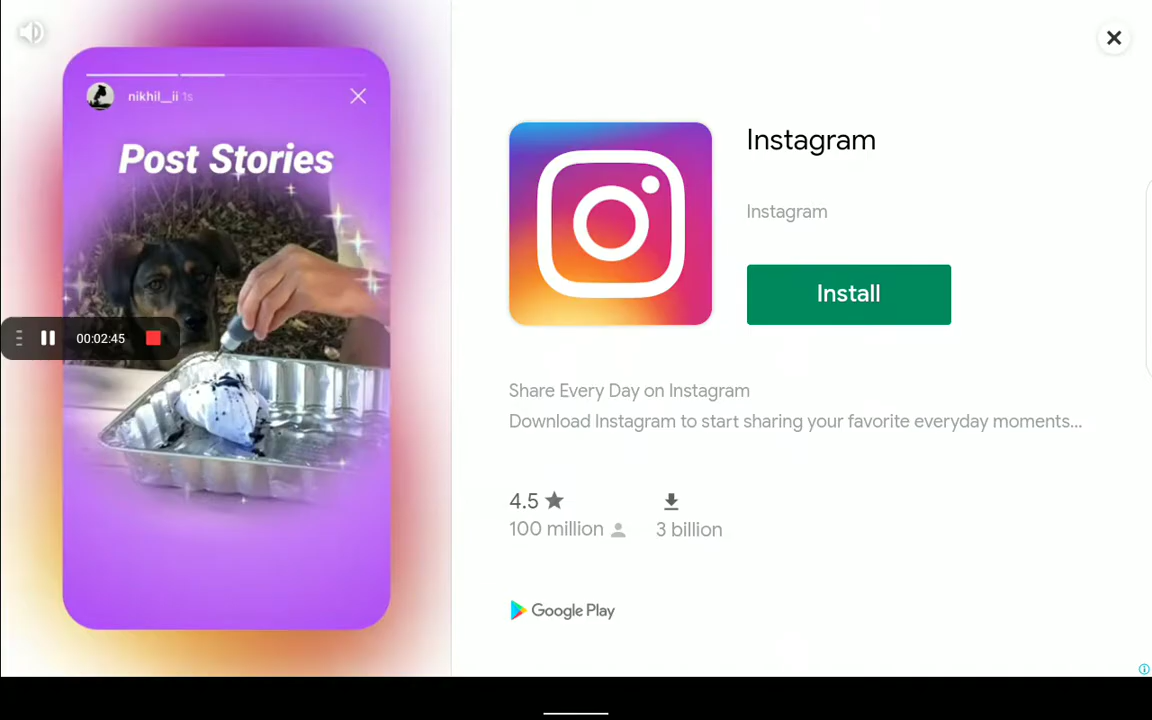 nikhil__ii 1s
Post Stories
00:02:45
Instagram
Instagram
Install
Share Every Day on Instagram
Download Instagram to start sharing your favorite everyday moments...
4.5
100 million
3 billion
Google Play